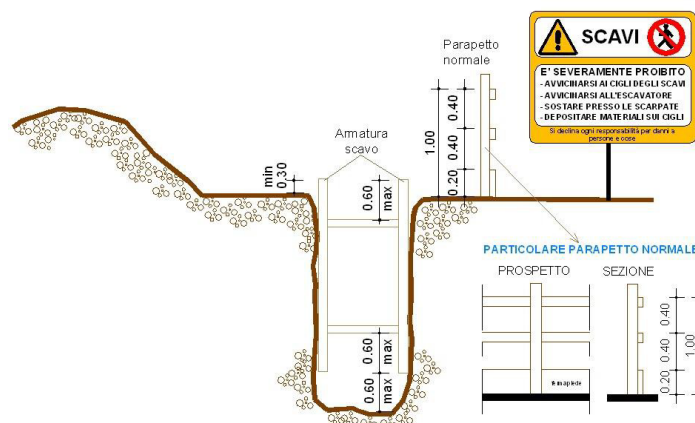 SCAVI
E' SEVERAMENTE PROIBITO
- AVVICINARSI AI CIGLI DEGLI SCAVI
- AVVICINARSI ALL'ESCAVATORE
- SOSTARE PRESSO LE SCARPATE
- DEPOSITARE MATERIALI SUI CIGLI
Si declina ogni responsabilità per danni a
persone e cose
Parapetto
normale
1.00
0.40
0.40
0.20
Armatura
scavo
min
0.30
0.60
max
0.60
max
0.60
max
PARTICOLARE PARAPETTO NORMALE
PROSPETTO
SEZIONE
0.40
0.40
0.20
1.00
fermapiede